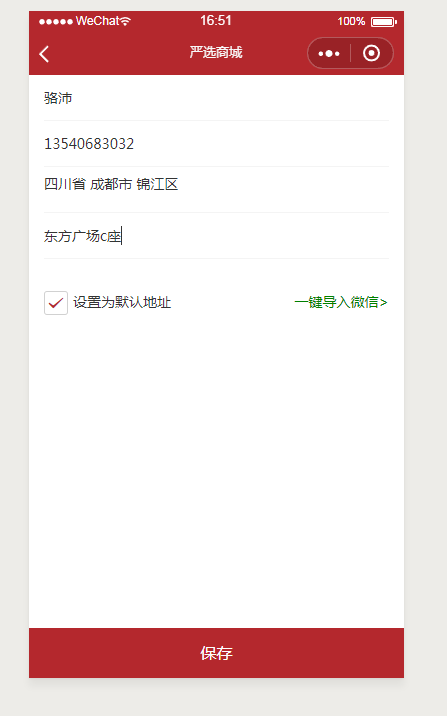 WeChat 16:51 100%
严选商城
骆沛
13540683032
四川省 成都市 锦江区
东方广场c座
设置为默认地址 一键导入微信>
保存